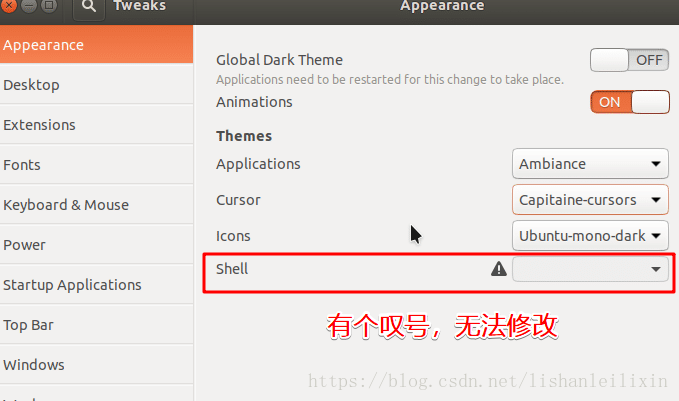 Tweaks
Appearance
Appearance
Desktop
Extensions
Fonts
Keyboard & Mouse
Power
Startup Applications
Top Bar
Windows
Global Dark Theme
OFF
Applications need to be restarted for this change to take place.
Animations
ON
Themes
Applications
Ambiance
Cursor
Capitaine-cursors
Icons
Ubuntu-mono-dark
Shell
有个叹号，无法修改
https://blog.csdn.net/lishanleilixin